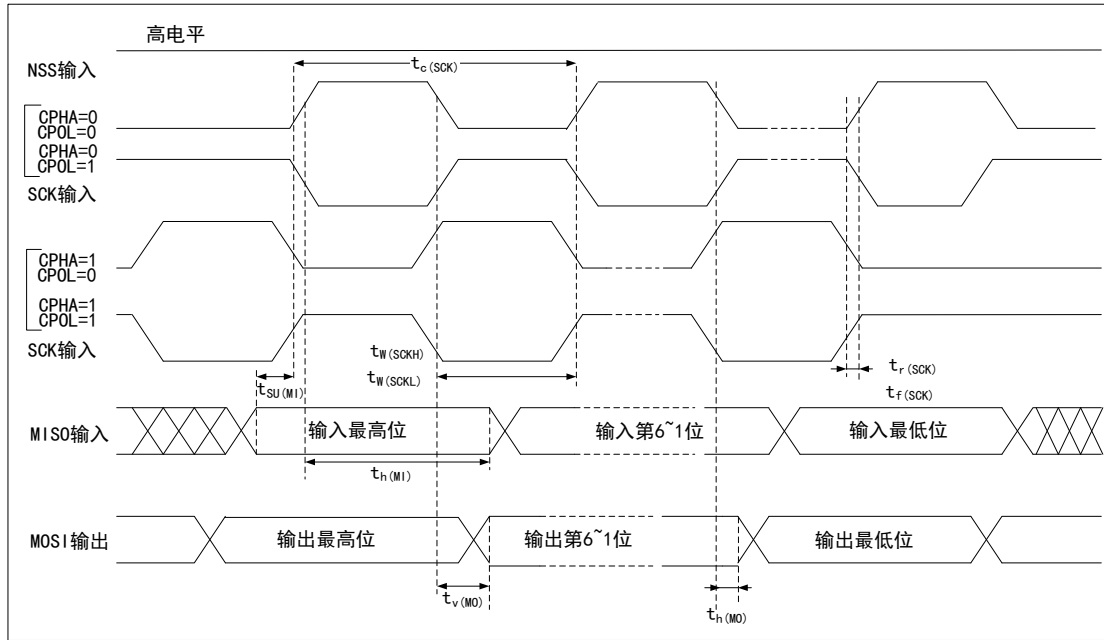 高电平
NSS输入
tc(SCK)
CPHA=0
CPOL=0
CPHA=0
CPOL=1
SCK输入
CPHA=1
CPOL=0
CPHA=1
CPOL=1
SCK输入
tW(SCKH)
tW(SCKL)
tr(SCK)
tf(SCK)
tSU(MI)
MISO输入
输入最高位
输入第6~1位
输入最低位
th(MI)
MOSI输出
输出最高位
输出第6~1位
输出最低位
tv(MO)
th(MO)